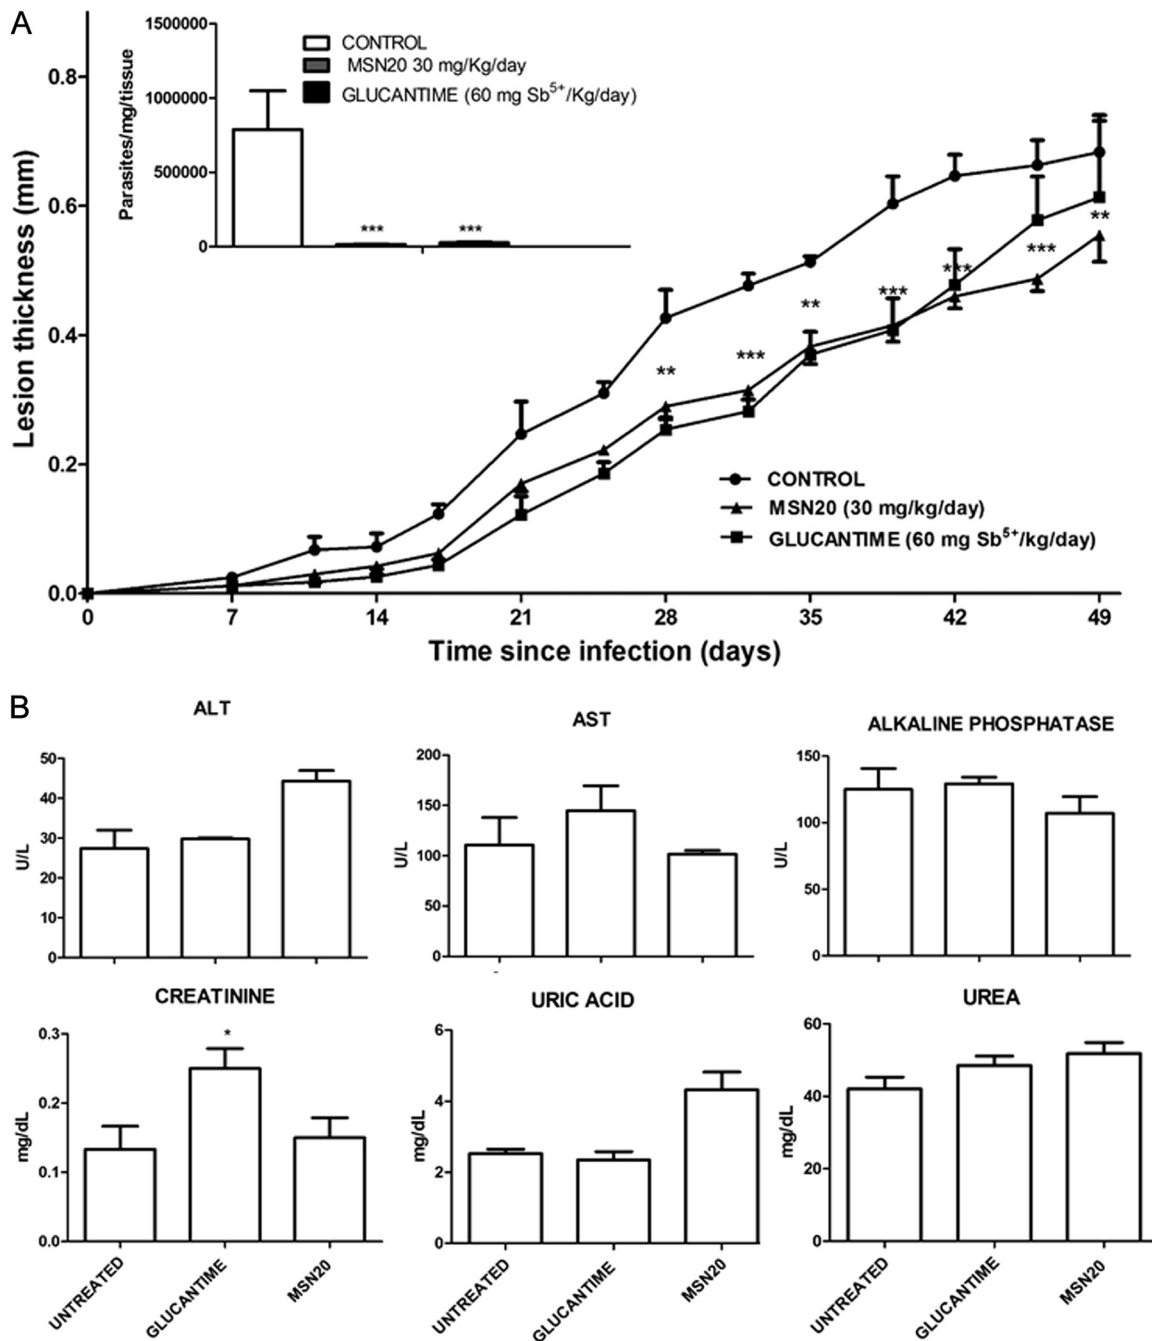 A
1500000
1000000
500000
0
Parasites/mg/tissue
CONTROL
MSN20 30 mg/Kg/day
GLUCANTIME (60 mg Sb⁵⁺/Kg/day)
***
***
0.8
0.6
0.4
0.2
0.0
Lesion thickness (mm)
**
***
**
***
***
***
**
CONTROL
MSN20 (30 mg/kg/day)
GLUCANTIME (60 mg Sb⁵⁺/kg/day)
0 7 14 21 28 35 42 49
Time since infection (days)
B
ALT
50
40
30
20
10
0
U/L
AST
200
150
100
50
0
U/L
ALKALINE PHOSPHATASE
150
100
50
0
U/L
CREATININE
0.3
0.2
0.1
0.0
mg/dL
*
UNTREATED
GLUCANTIME
MSN20
URIC ACID
6
4
2
0
mg/dL
UNTREATED
GLUCANTIME
MSN20
UREA
60
40
20
0
mg/dL
UNTREATED
GLUCANTIME
MSN20